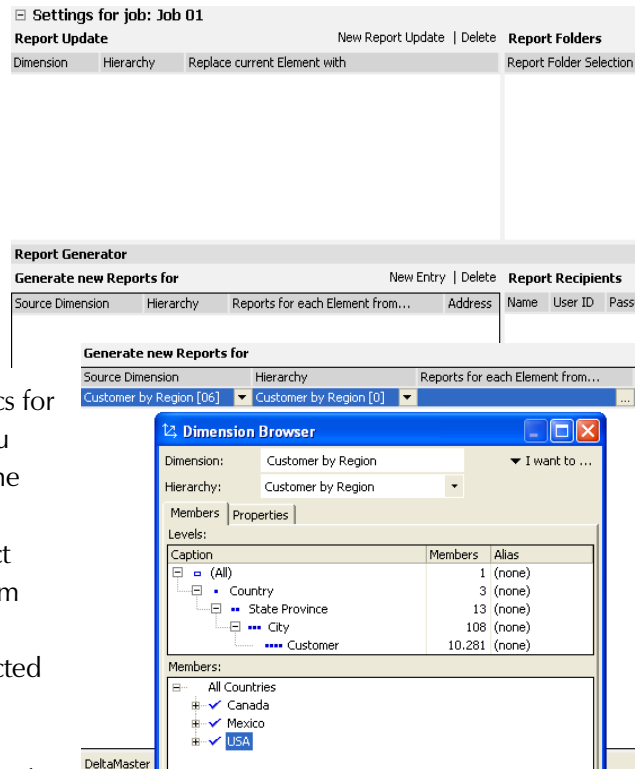 Settings for job: Job 01
Report Update New Report Update | Delete Report Folders
Dimension Hierarchy Replace current Element with Report Folder Selection
Report Generator
Generate new Reports for New Entry | Delete Report Recipients
Source Dimension Hierarchy Reports for each Element from... Address Name User ID Pass
Generate new Reports for
Source Dimension Hierarchy Reports for each Element from...
Customer by Region [06] Customer by Region [0] ...
Dimension Browser
Dimension: Customer by Region I want to ...
Hierarchy: Customer by Region
Members Properties
Levels:
Caption Members Alias
(All) 1 (none)
Country 3 (none)
State Province 13 (none)
City 108 (none)
Customer 10.281 (none)
Members:
All Countries
Canada
Mexico
USA
DeltaMaster
for